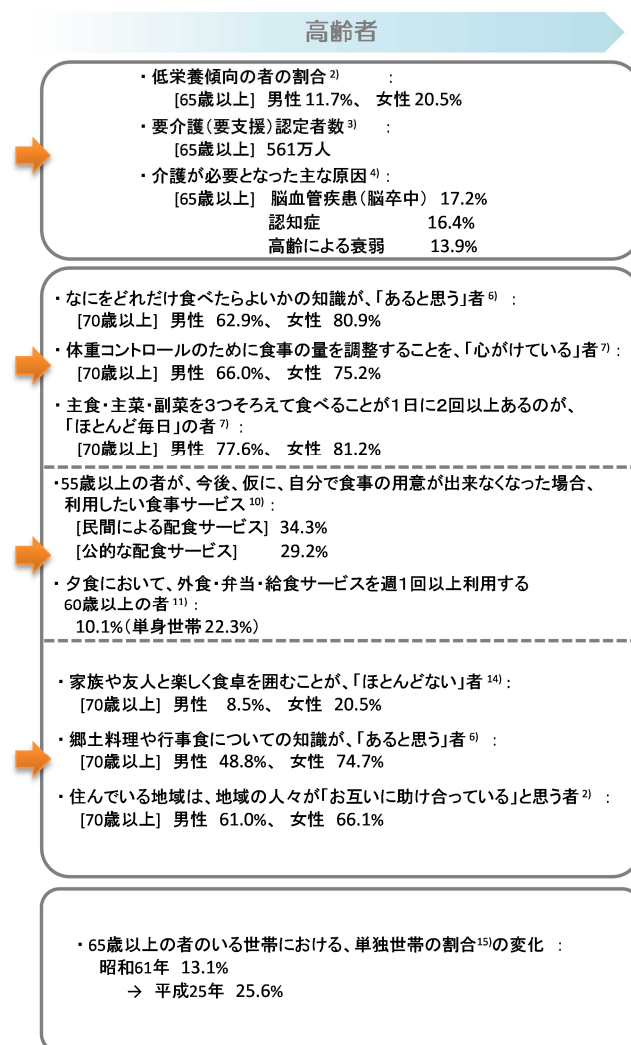 高齢者
・ 低栄養傾向の者の割合 2) ：
[65歳以上] 男性 11.7%、 女性 20.5%
・ 要介護（要支援）認定者数 3) ：
[65歳以上] 561万人
・ 介護が必要となった主な原因 4) ：
[65歳以上] 脳血管疾患（脳卒中） 17.2%
認知症 16.4%
高齢による衰弱 13.9%
・ なにをどれだけ食べたらよいかの知識が、「あると思う」者 6) ：
[70歳以上] 男性 62.9%、 女性 80.9%
・ 体重コントロールのために食事の量を調整することを、「心がけている」者 7) ：
[70歳以上] 男性 66.0%、 女性 75.2%
・ 主食・主菜・副菜を3つそろえて食べることが1日に2回以上あるのが、
「ほとんど毎日」の者 7) ：
[70歳以上] 男性 77.6%、 女性 81.2%
・55歳以上の者が、今後、仮に、自分で食事の用意が出来なくなった場合、
利用したい食事サービス 10) ：
[民間による配食サービス] 34.3%
[公的な配食サービス] 29.2%
・ 夕食において、外食・弁当・給食サービスを週1回以上利用する
60歳以上の者 11) ：
10.1%（単身世帯 22.3%）
・ 家族や友人と楽しく食卓を囲むことが、「ほとんどない」者 14) ：
[70歳以上] 男性 8.5%、 女性 20.5%
・ 郷土料理や行事食についての知識が、「あると思う」者 6) ：
[70歳以上] 男性 48.8%、 女性 74.7%
・ 住んでいる地域は、地域の人々が「お互いに助け合っている」と思う者 2) ：
[70歳以上] 男性 61.0%、 女性 66.1%
・ 65歳以上の者のいる世帯における、単独世帯の割合 15)の変化 ：
昭和61年 13.1%
→ 平成25年 25.6%